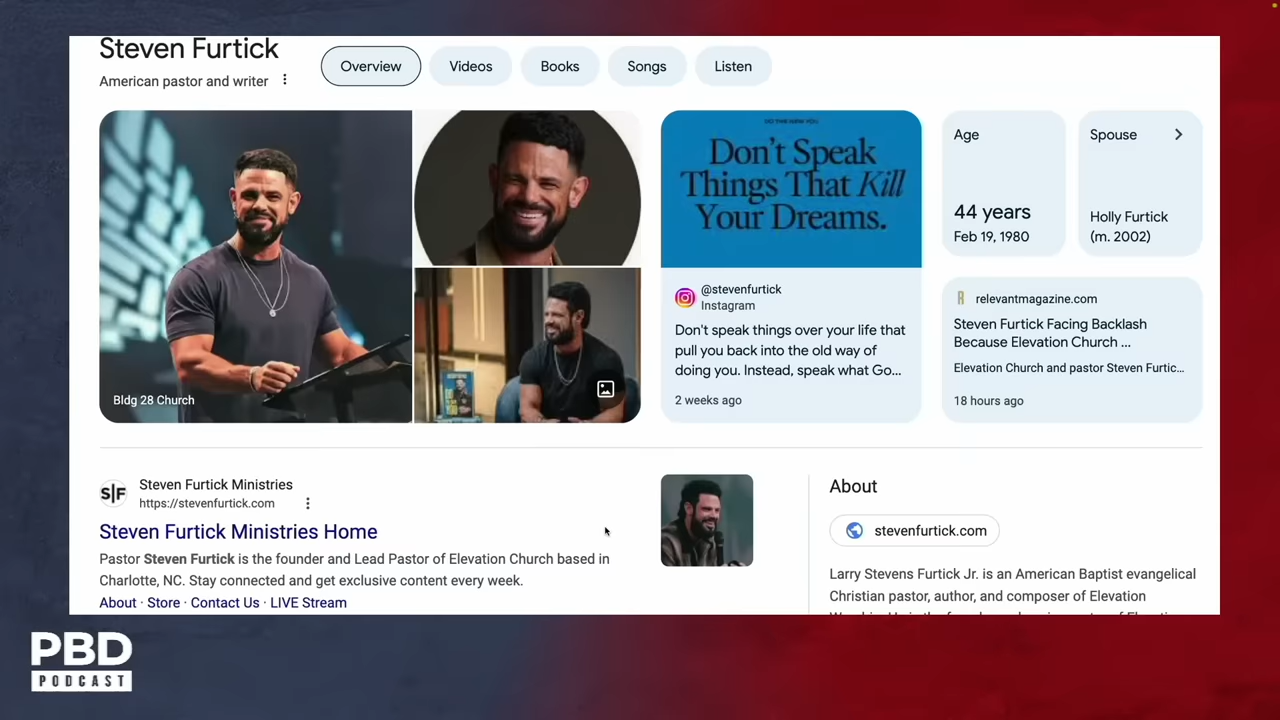 Steven Furtick
American pastor and writer
Overview
Videos
Books
Songs
Listen
Bldg 28 Church
Don't Speak
Things That Kill
Your Dreams.
@stevenfurtick
Instagram
Don't speak things over your life that
pull you back into the old way of
doing you. Instead, speak what Go...
2 weeks ago
Age
44 years
Feb 19, 1980
Spouse
Holly Furtick
(m. 2002)
relevantmagazine.com
Steven Furtick Facing Backlash
Because Elevation Church ...
Elevation Church and pastor Steven Furtic...
18 hours ago
S|F
Steven Furtick Ministries
https://stevenfurtick.com
Steven Furtick Ministries Home
Pastor Steven Furtick is the founder and Lead Pastor of Elevation Church based in
Charlotte, NC. Stay connected and get exclusive content every week.
About · Store · Contact Us · LIVE Stream
About
stevenfurtick.com
Larry Stevens Furtick Jr. is an American Baptist evangelical
Christian pastor, author, and composer of Elevation
PBD
PODCAST